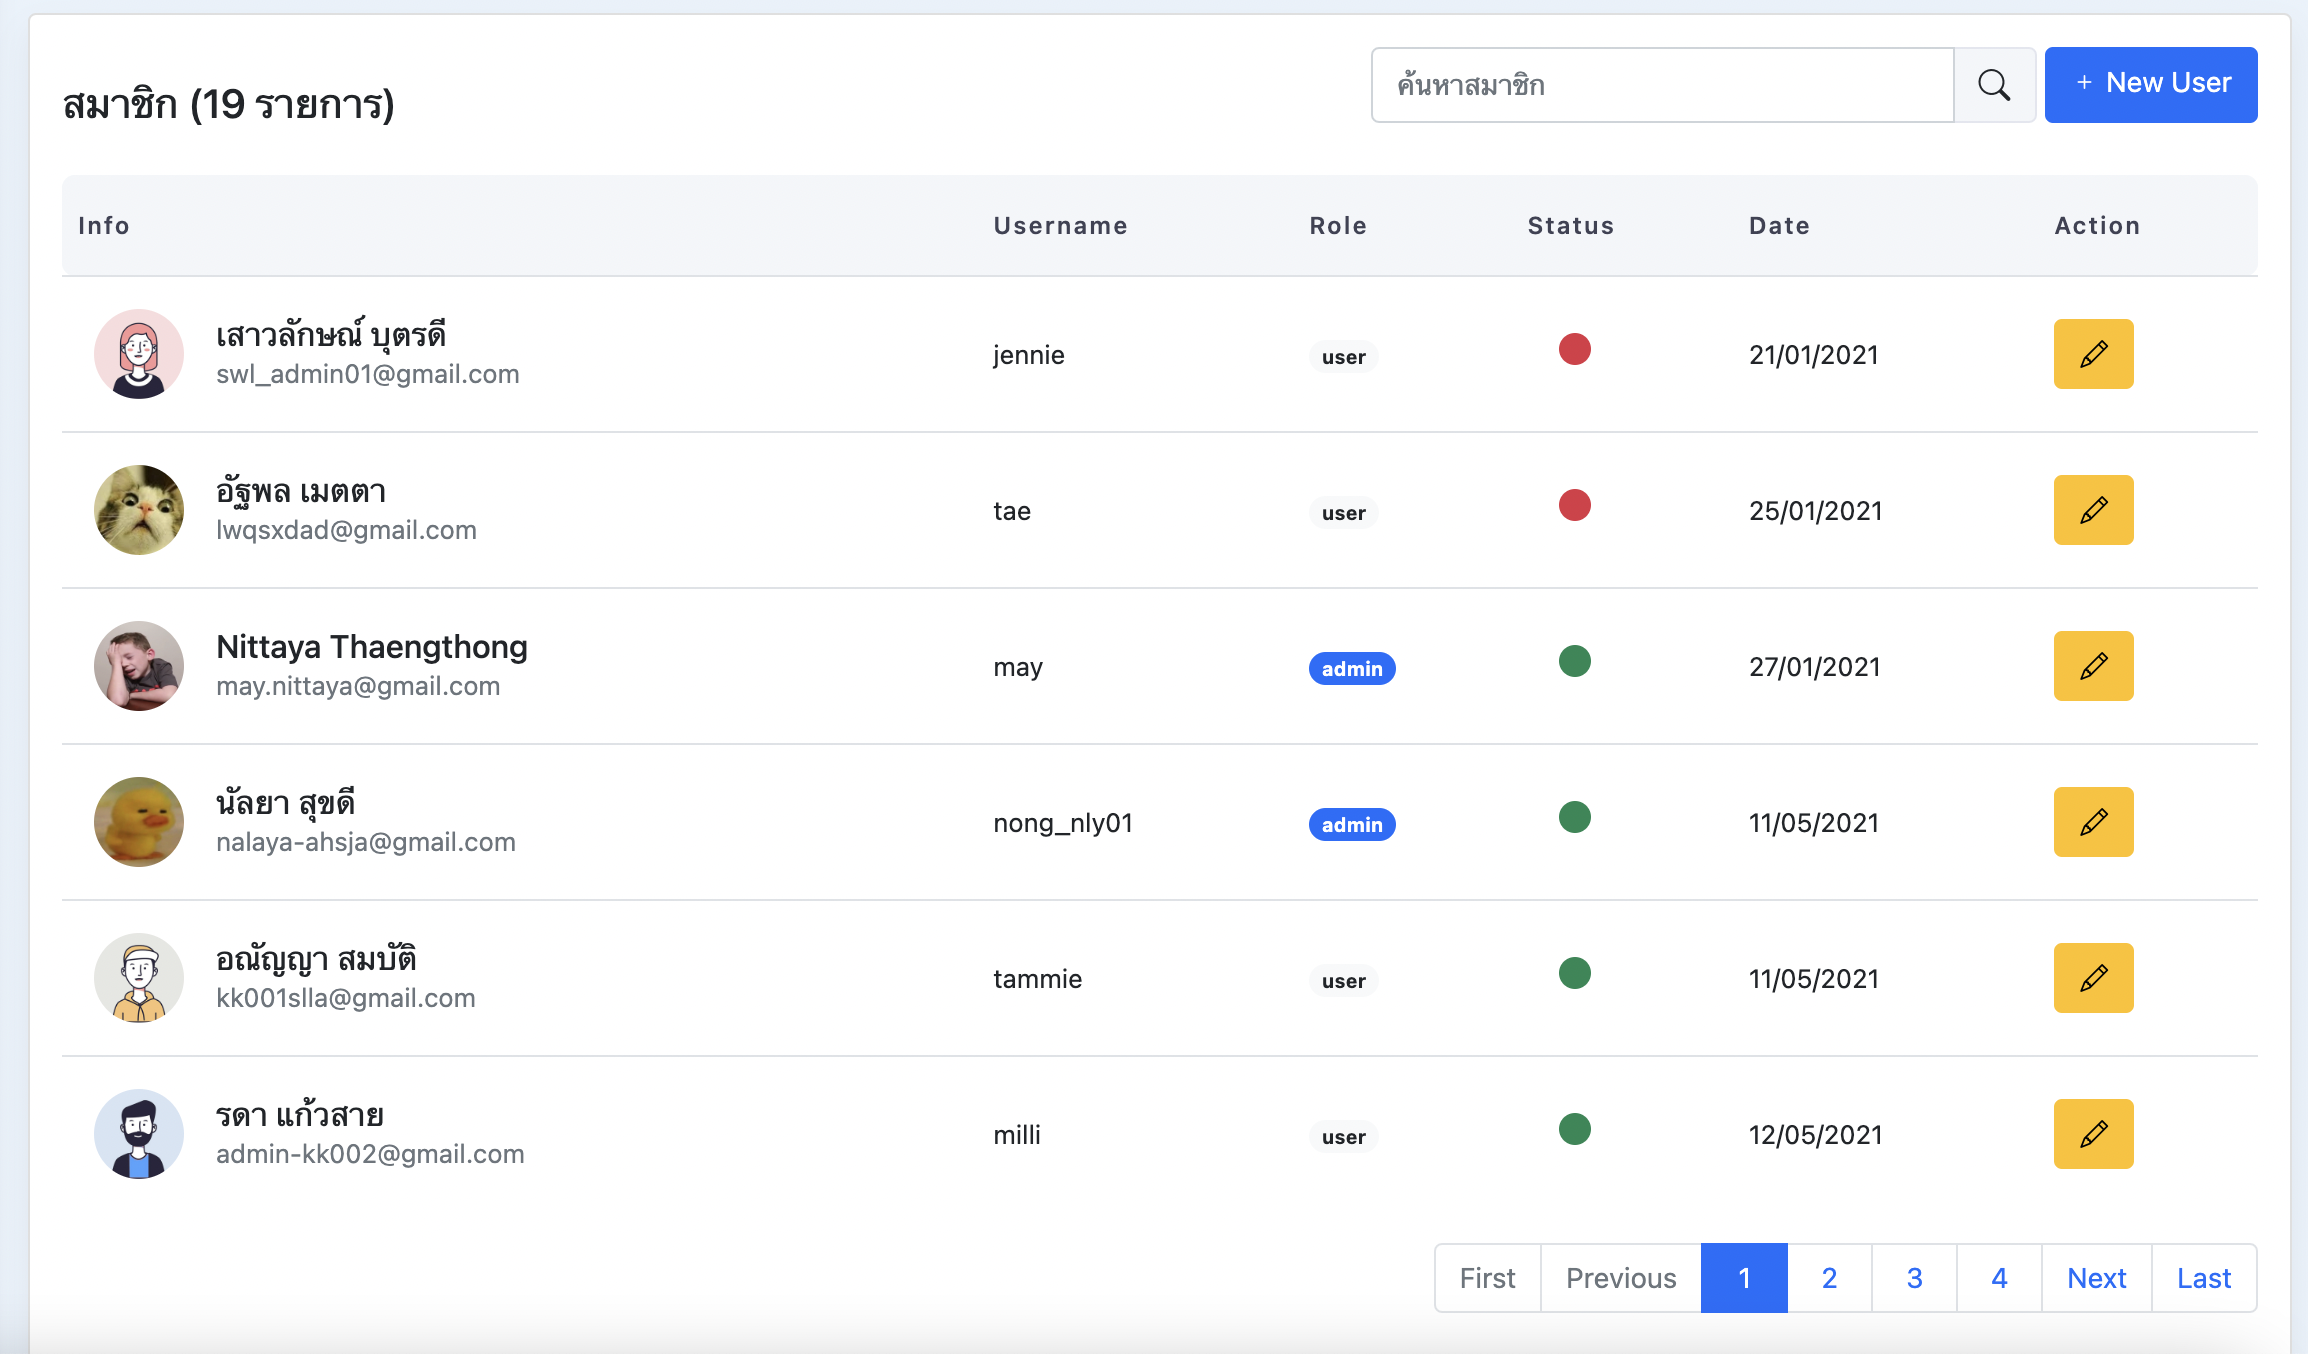 สมาชิก (19 รายการ)
ค้นหาสมาชิก
+ New User
Info Username Role Status Date Action
เสาวลักษณ์ บุตรดี
swl_admin01@gmail.com
jennie user 21/01/2021
อัฐพล เมตตา
lwqsxdad@gmail.com
tae user 25/01/2021
Nittaya Thaengthong
may.nittaya@gmail.com
may admin 27/01/2021
นัลยา สุขดี
nalaya-ahsja@gmail.com
nong_nly01 admin 11/05/2021
อณัญญา สมบัติ
kk001slla@gmail.com
tammie user 11/05/2021
รดา แก้วสาย
admin-kk002@gmail.com
milli user 12/05/2021
First Previous 1 2 3 4 Next Last